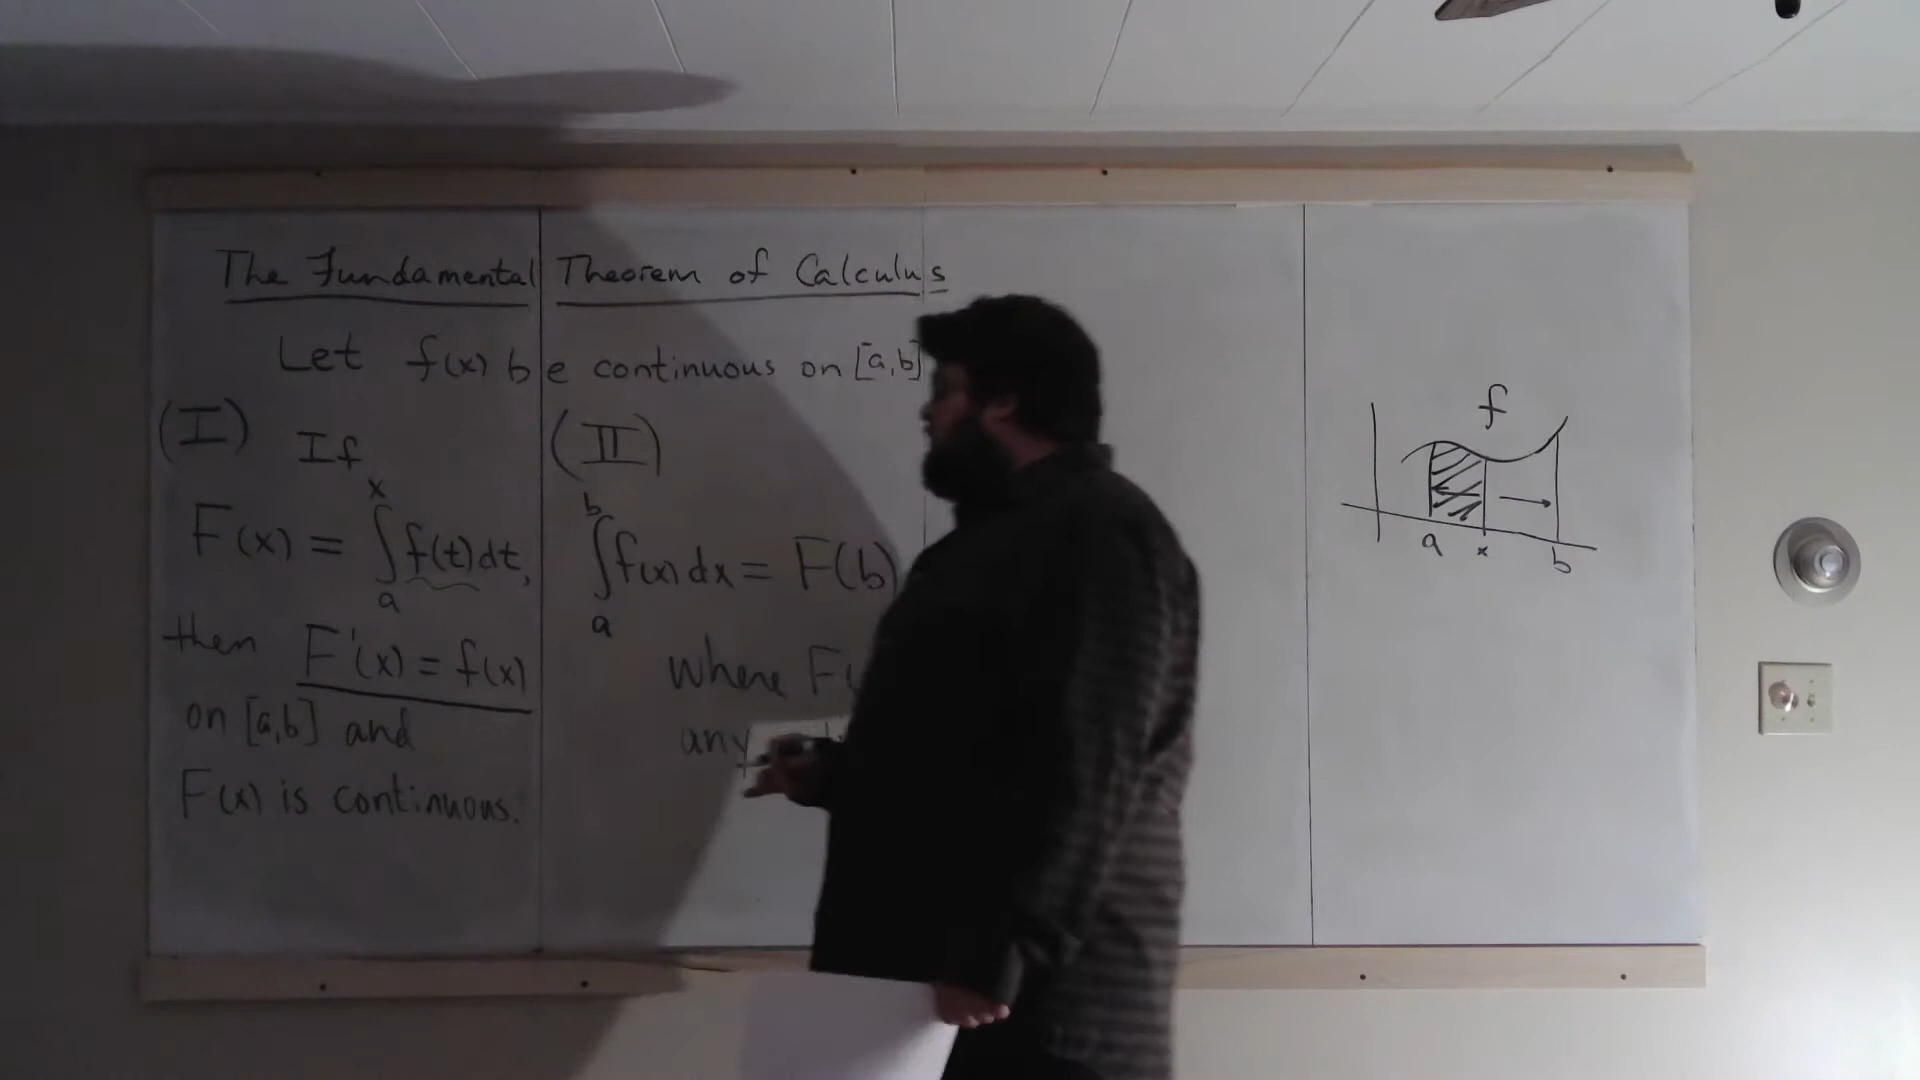 The Fundamental Theorem of Calculus
Let f(x) be continuous on [a,b]
(I) If
F(x) = ∫ₐˣ f(t)dt,
then F'(x) = f(x)
on [a,b] and
F(x) is continuous.
(II)
∫ₐᵇ f(x)dx = F(b)
where F(
any
f
a x b